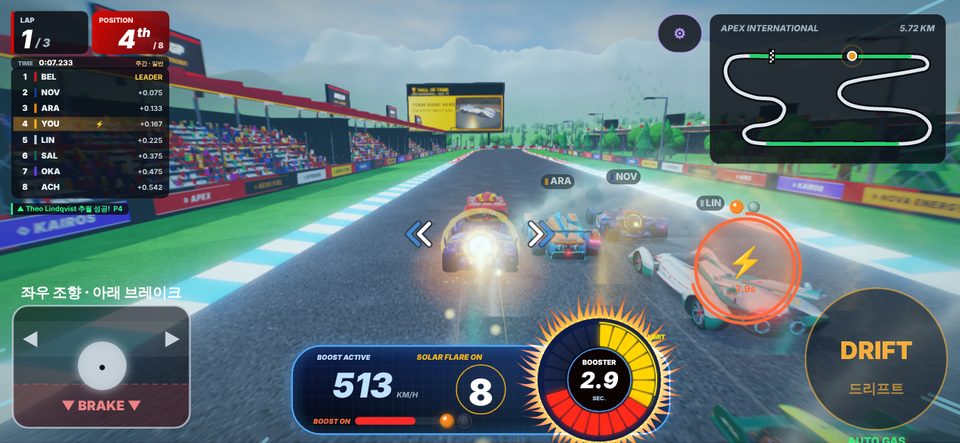 LAP
1 / 3
POSITION
4th / 8
TIME 0:07.233 주간 · 일반
1 BEL LEADER
2 NOV +0.075
3 ARA +0.133
4 YOU +0.167
5 LIN +0.225
6 SAL +0.375
7 OKA +0.475
8 ACH +0.542
▲ Theo Lindqvist 추월 성공! P4
APEX INTERNATIONAL 5.72 KM
ARA
NOV
LIN
KAIROS
APEX
KAIROS
NOVA ENERGY
2.9s
좌우 조향 · 아래 브레이크
◀ ▶
▼ BRAKE ▼
BOOST ACTIVE
SOLAR FLARE ON
513 KM/H
8
BOOST ON
BOOSTER
2.9
SEC.
DRIFT
드리프트
AUTO GAS